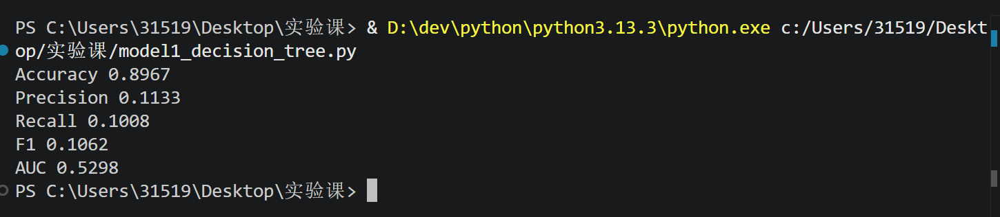 PS C:\Users\31519\Desktop\实验课> & D:\dev\python\python3.13.3\python.exe c:/Users/31519/Deskt
op/实验课/model1_decision_tree.py
Accuracy 0.8967
Precision 0.1133
Recall 0.1008
F1 0.1062
AUC 0.5298
PS C:\Users\31519\Desktop\实验课>